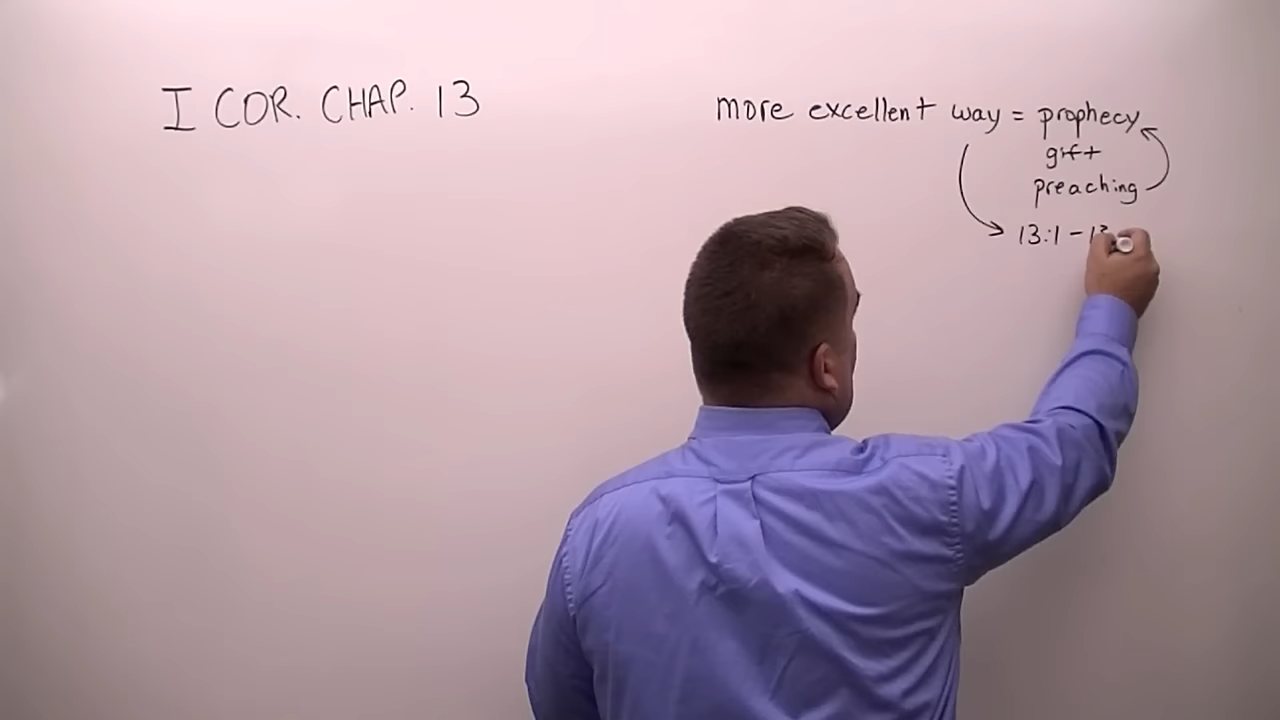 I COR. CHAP. 13
more excellent way = prophecy
gift
preaching
13:1 -